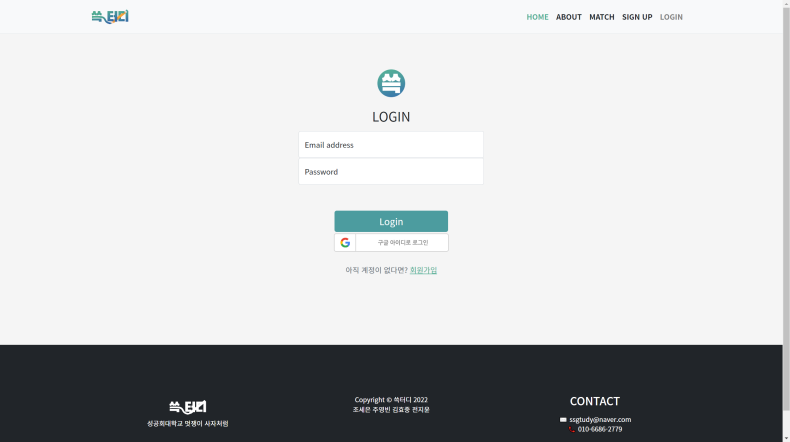 쓱터디
HOME ABOUT MATCH SIGN UP LOGIN
쓱
LOGIN
Email address
Password
Login
구글 아이디로 로그인
아직 계정이 없다면? 회원가입
쓱터디
성공회대학교 멋쟁이 사자처럼
Copyright © 쓱터디 2022
조세은 주영빈 김효중 전지윤
CONTACT
ssgtudy@naver.com
010-6686-2779